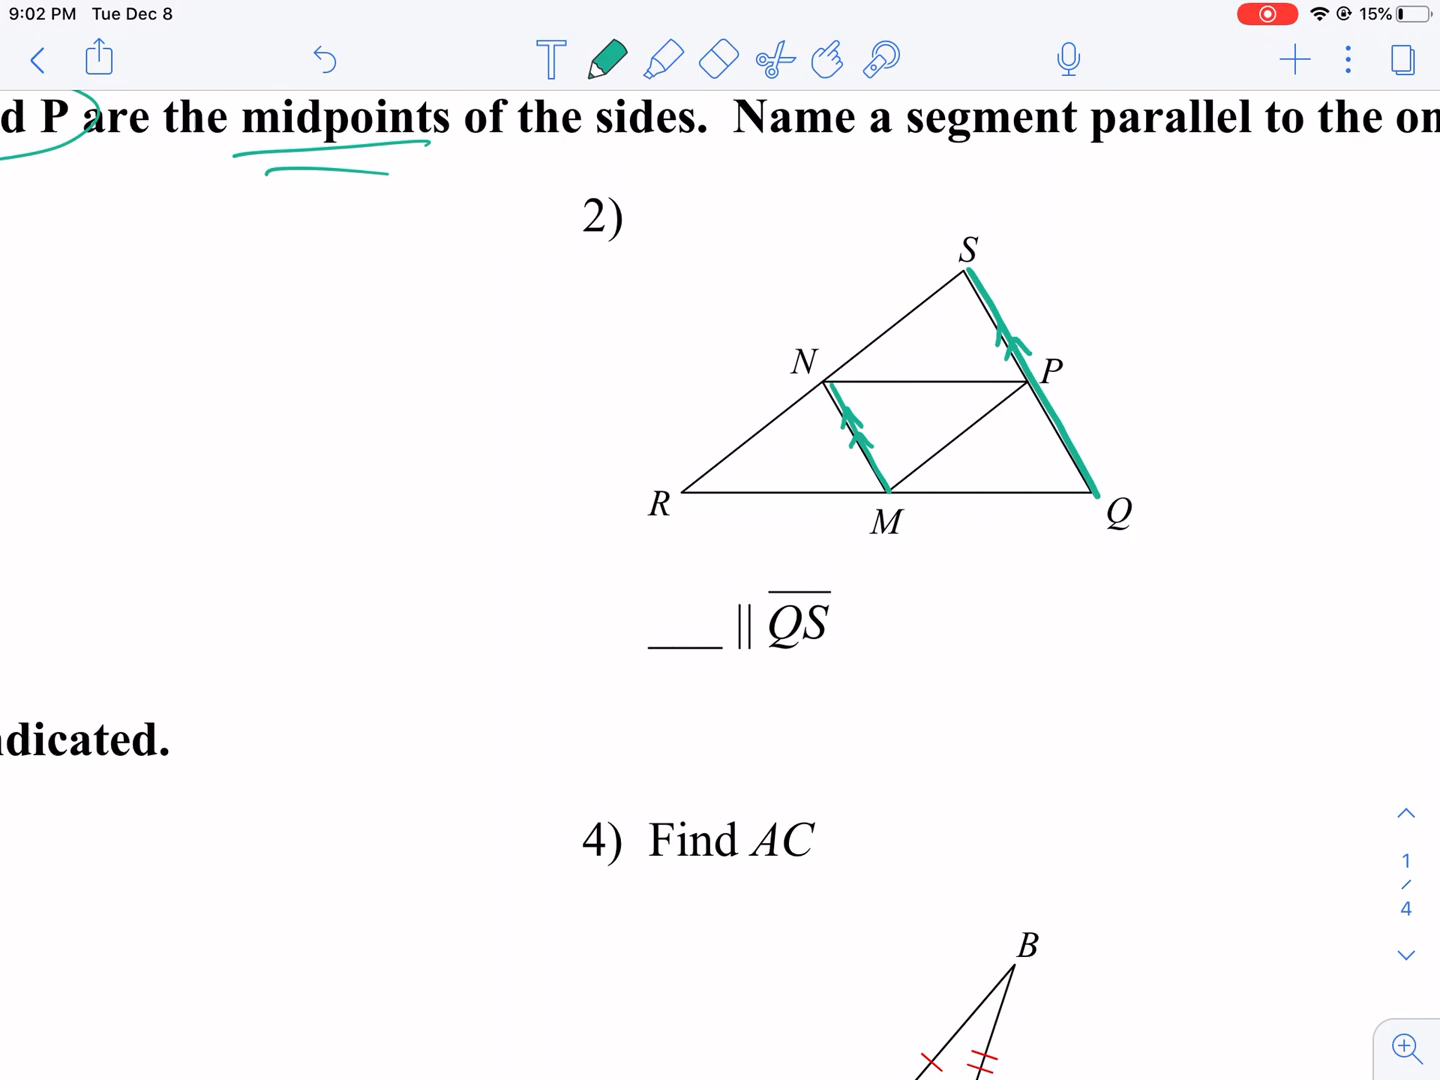 9:02 PM Tue Dec 8
15%
d P are the midpoints of the sides. Name a segment parallel to the on
2)
S
N
P
R
M
Q
___ || QS
dicated.
4) Find AC
B
1
/
4